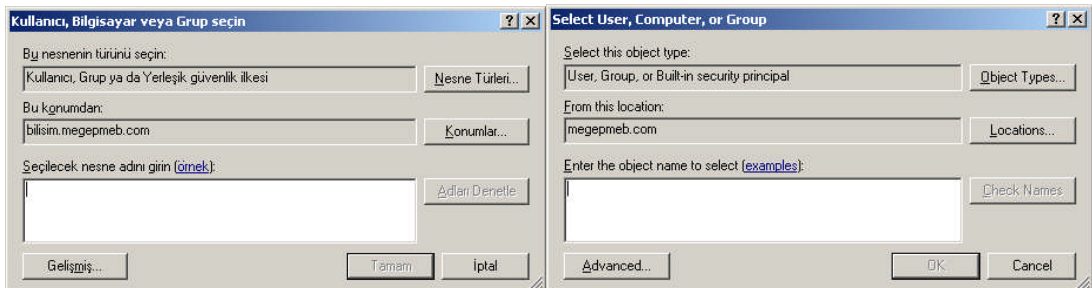 Kullanıcı, Bilgisayar veya Grup seçin
Bu nesnenin türünü seçin:
Kullanıcı, Grup ya da Yerleşik güvenlik ilkesi
Nesne Türleri...
Bu konumdan:
bilisim.megepmeb.com
Konumlar...
Seçilecek nesne adını girin (örnek):
Adları Denetle
Gelişmiş...
Tamam
İptal
Select User, Computer, or Group
Select this object type:
User, Group, or Built-in security principal
Object Types...
From this location:
megepmeb.com
Locations...
Enter the object name to select (examples):
Check Names
Advanced...
OK
Cancel